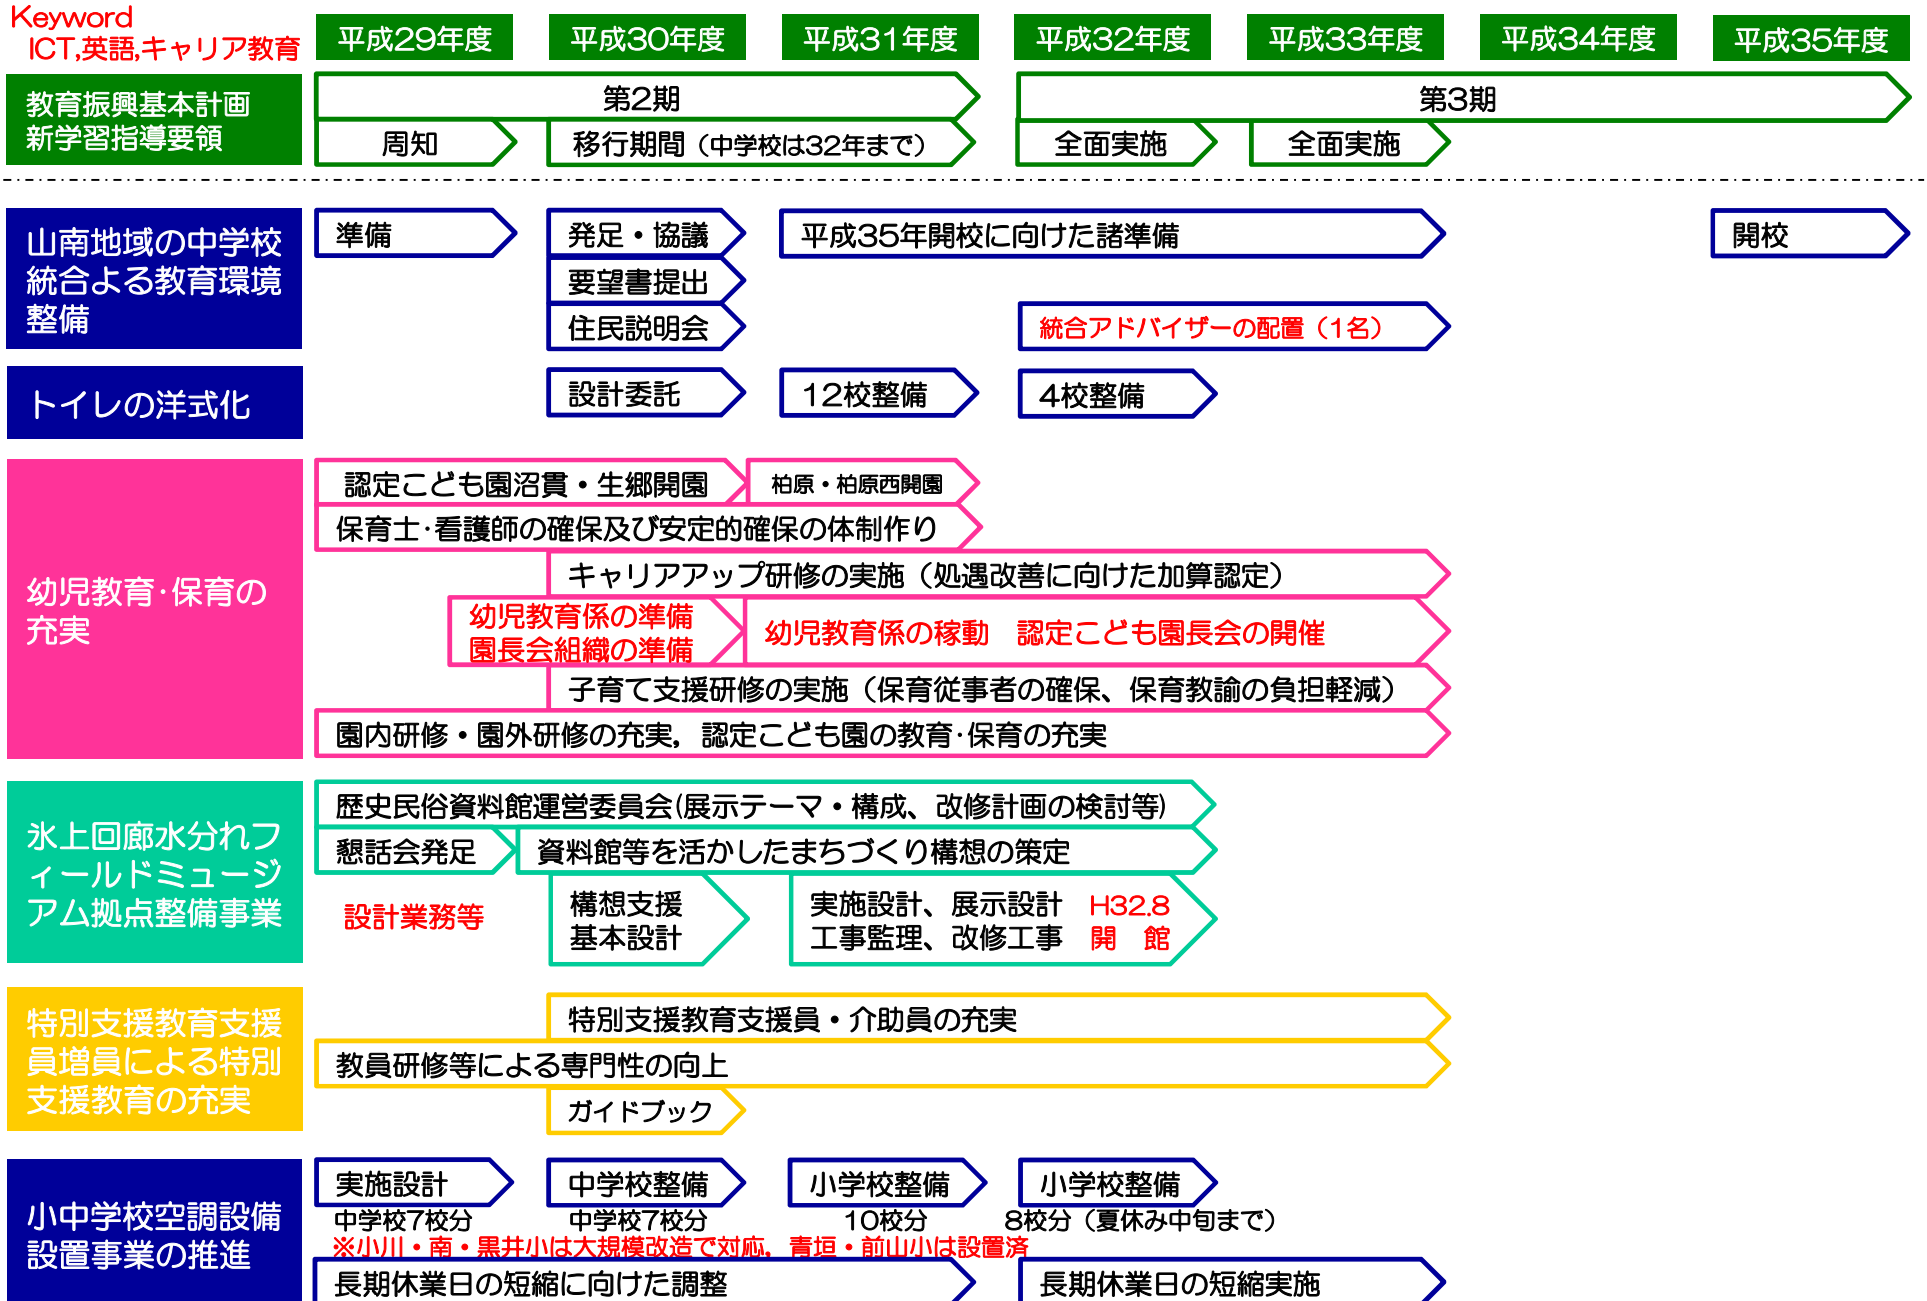 Keyword
ICT,英語,キャリア教育
平成29年度
平成30年度
平成31年度
平成32年度
平成33年度
平成34年度
平成35年度
教育振興基本計画
新学習指導要領
第2期
第3期
周知
移行期間（中学校は32年まで）
全面実施
全面実施
山南地域の中学校
統合よる教育環境
整備
準備
発足・協議
平成35年開校に向けた諸準備
開校
要望書提出
住民説明会
統合アドバイザーの配置（1名）
トイレの洋式化
設計委託
12校整備
4校整備
幼児教育･保育の
充実
認定こども園沼貫・生郷開園
柏原・柏原西開園
保育士･看護師の確保及び安定的確保の体制作り
キャリアアップ研修の実施（処遇改善に向けた加算認定）
幼児教育係の準備
園長会組織の準備
幼児教育係の稼動　認定こども園長会の開催
子育て支援研修の実施（保育従事者の確保、保育教諭の負担軽減）
園内研修・園外研修の充実，認定こども園の教育･保育の充実
氷上回廊水分れフ
ィールドミュージ
アム拠点整備事業
歴史民俗資料館運営委員会(展示テーマ・構成、改修計画の検討等)
懇話会発足
資料館等を活かしたまちづくり構想の策定
設計業務等
構想支援
基本設計
実施設計、展示設計
工事監理、改修工事
H32.8
開　館
特別支援教育支援
員増員による特別
支援教育の充実
特別支援教育支援員・介助員の充実
教員研修等による専門性の向上
ガイドブック
小中学校空調設備
設置事業の推進
実施設計
中学校整備
小学校整備
小学校整備
中学校7校分
中学校7校分
10校分
8校分（夏休み中旬まで）
※小川・南・黒井小は大規模改造で対応，青垣・前山小は設置済
長期休業日の短縮に向けた調整
長期休業日の短縮実施